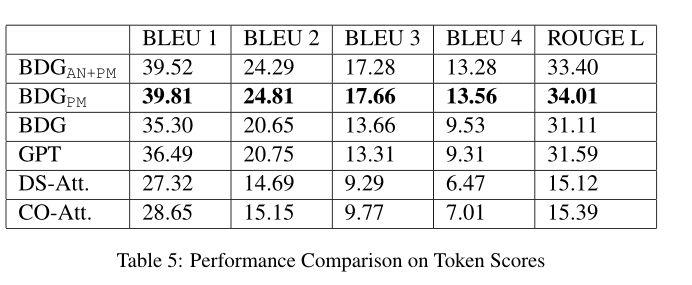 BLEU 1 BLEU 2 BLEU 3 BLEU 4 ROUGE L
BDG AN+PM 39.52 24.29 17.28 13.28 33.40
BDG PM 39.81 24.81 17.66 13.56 34.01
BDG 35.30 20.65 13.66 9.53 31.11
GPT 36.49 20.75 13.31 9.31 31.59
DS-Att. 27.32 14.69 9.29 6.47 15.12
CO-Att. 28.65 15.15 9.77 7.01 15.39
Table 5: Performance Comparison on Token Scores